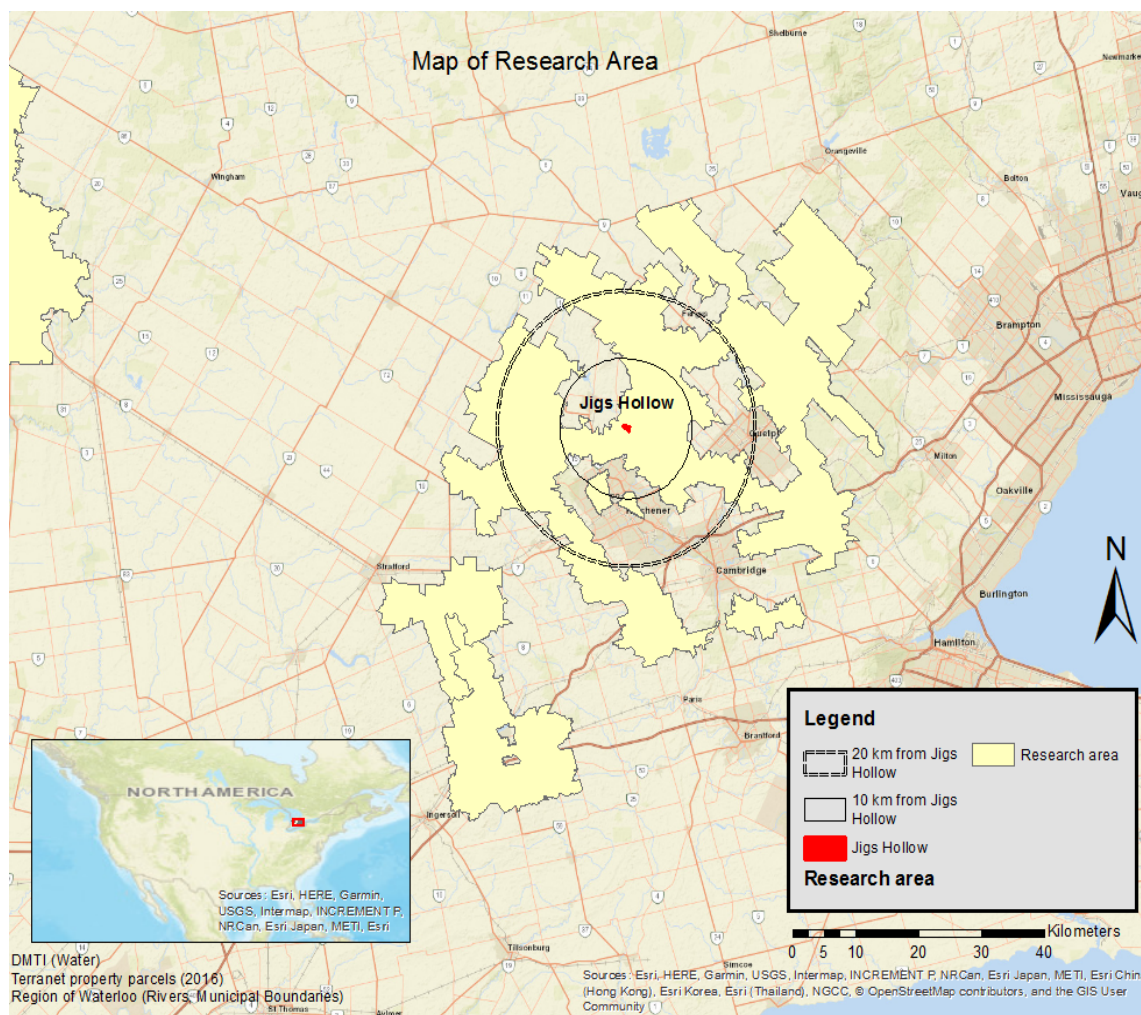 Map of Research Area
Shelburne
Newmarket
Wingham
Orangeville
Bolton
Vaug
Brampton
Fergus
Mississauga
Jigs Hollow
Guelph
Milton
Oakville
Stratford
Cambridge
Burlington
N
Hamilton
Paris
Brantford
Ingersoll
Tillsonburg
Simcoe
St Thomas
Aylmer
Legend
20 km from Jigs Hollow
Research area
10 km from Jigs Hollow
Jigs Hollow
Research area
NORTH AMERICA
Sources: Esri, HERE, Garmin,
USGS, Intermap, INCREMENT P,
NRCan, Esri Japan, METI, Esri
0 5 10 20 30 40 Kilometers
DMTI (Water)
Terranet property parcels (2016)
Region of Waterloo (Rivers, Municipal Boundaries)
Sources: Esri, HERE, Garmin, USGS, Intermap, INCREMENT P, NRCan, Esri Japan, METI, Esri Chin
(Hong Kong), Esri Korea, Esri (Thailand), NGCC, © OpenStreetMap contributors, and the GIS User
Community